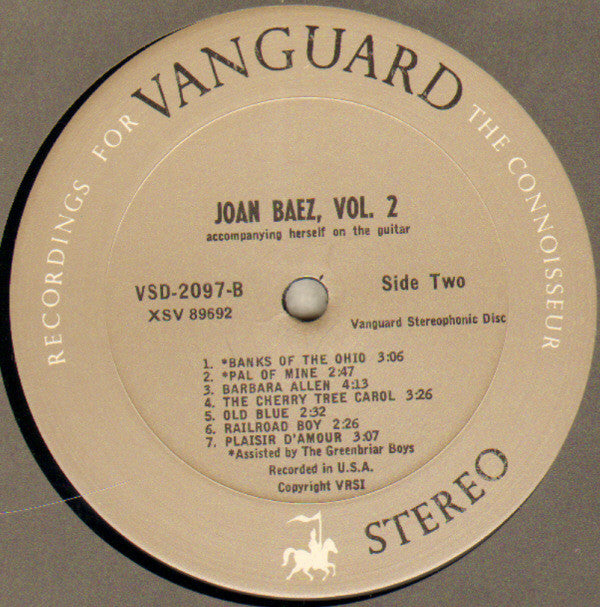 RECORDINGS FOR VANGUARD THE CONNOISSEUR
JOAN BAEZ, VOL. 2
accompanying herself on the guitar
VSD-2097-B
XSV 89692
Side Two
Vanguard Stereophonic Disc
1. *BANKS OF THE OHIO 3:06
2. *PAL OF MINE 2:47
3. BARBARA ALLEN 4:13
4. THE CHERRY TREE CAROL 3:26
5. OLD BLUE 2:32
6. RAILROAD BOY 2:26
7. PLAISIR D'AMOUR 3:07
*Assisted by The Greenbriar Boys
Recorded in U.S.A.
Copyright VRSI
STEREO